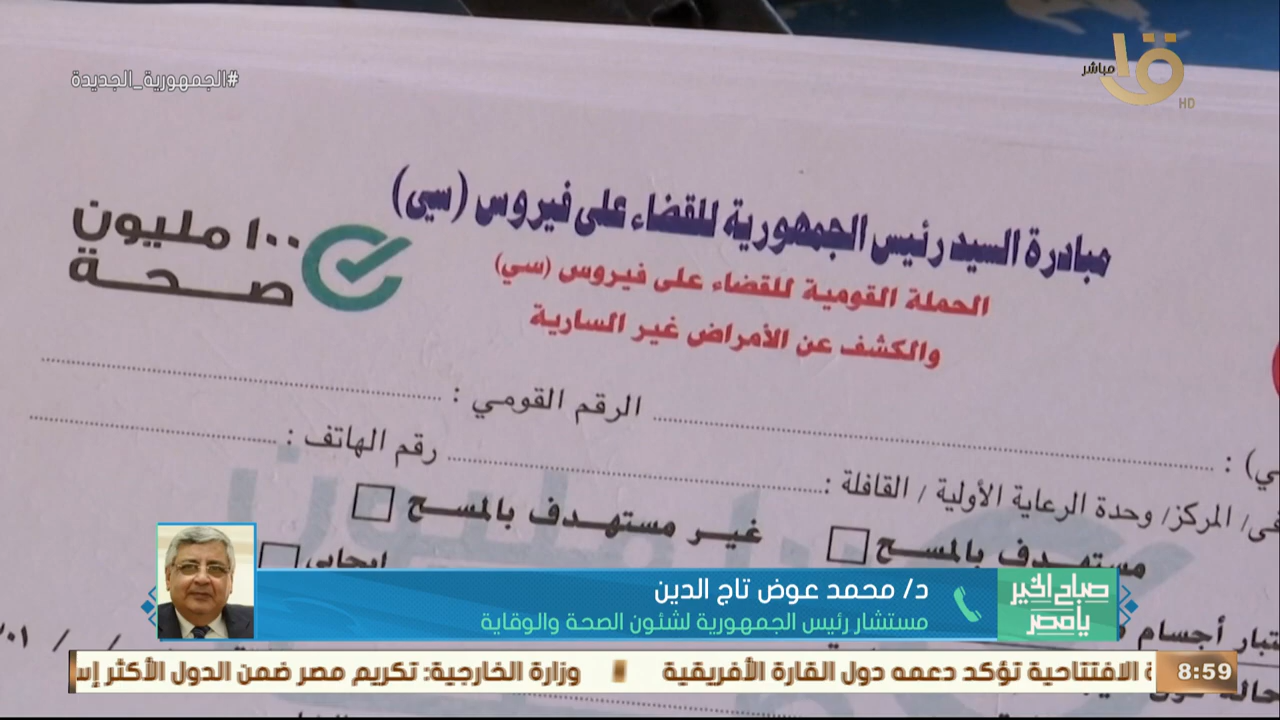 #الجمهورية_الجديدة
مباشر
HD
مبادرة السيد رئيس الجمهورية للقضاء على فيروس (سي)
الحملة القومية للقضاء على فيروس (سي)
والكشف عن الأمراض غير السارية
١٠٠ مليون
صحة
الرقم القومي :
المركز/ وحدة الرعاية الأولية / القافلة :
رقم الهاتف :
مستهدف بالمسح
غير مستهدف بالمسح
إيجابي
أجسام
صباح الخير
يا مصر
د/ محمد عوض تاج الدين
مستشار رئيس الجمهورية لشئون الصحة والوقاية
8:59
الافتتاحية تؤكد دعمه دول القارة الأفريقية
وزارة الخارجية: تكريم مصر ضمن الدول الأكثر